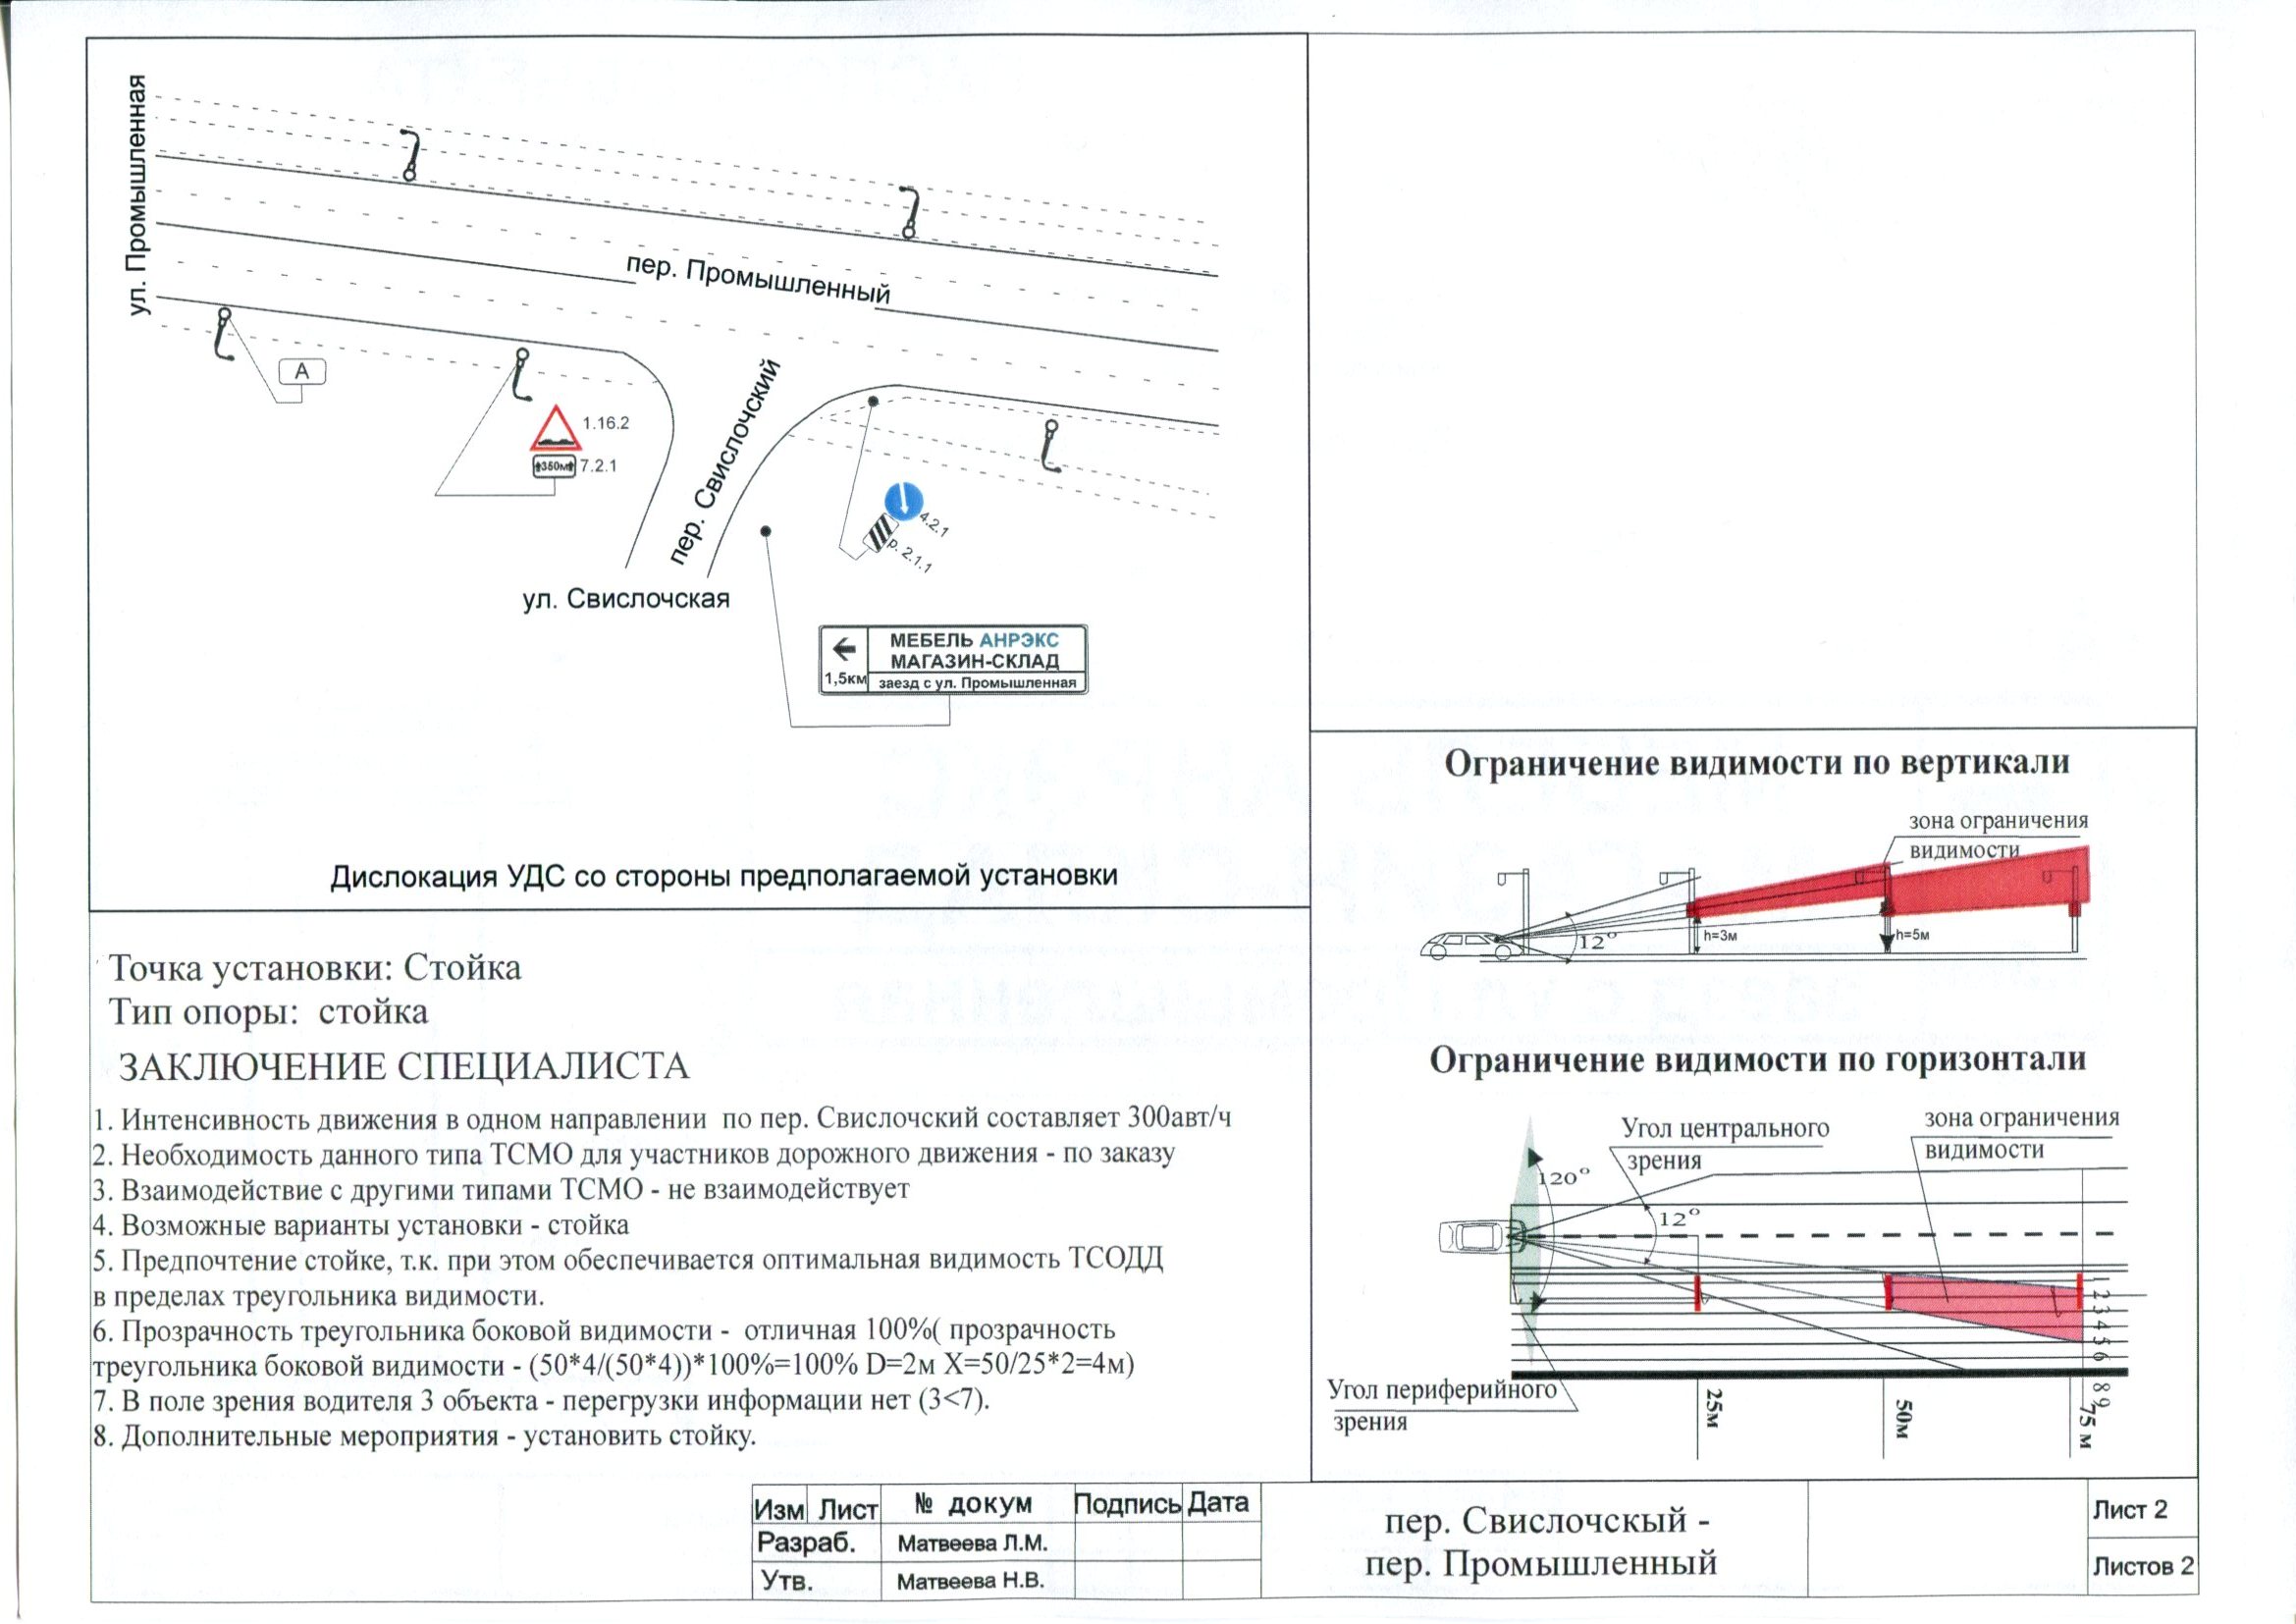 ул. Промышленная
пер. Промышленный
А
1.16.2
350м
7.2.1
пер. Свислочский
4.2.1
р. 2.1.1
ул. Свислочская
1,5км
МЕБЕЛЬ АНРЭКС
МАГАЗИН-СКЛАД
заезд с ул. Промышленная
Дислокация УДС со стороны предполагаемой установки
Ограничение видимости по вертикали
зона ограничения
видимости
12°
h=3м
h=5м
Ограничение видимости по горизонтали
Угол центрального
зрения
зона ограничения
видимости
120°
12°
1 2 3 4 5 6 8 9
Угол периферийного
зрения
25м
50м
75 м
Точка установки: Стойка
Тип опоры: стойка
ЗАКЛЮЧЕНИЕ СПЕЦИАЛИСТА
1. Интенсивность движения в одном направлении по пер. Свислочский составляет 300авт/ч
2. Необходимость данного типа ТСМО для участников дорожного движения - по заказу
3. Взаимодействие с другими типами ТСМО - не взаимодействует
4. Возможные варианты установки - стойка
5. Предпочтение стойке, т.к. при этом обеспечивается оптимальная видимость ТСОДД
в пределах треугольника видимости.
6. Прозрачность треугольника боковой видимости - отличная 100%( прозрачность
треугольника боковой видимости - (50*4/(50*4))*100%=100% D=2м X=50/25*2=4м)
7. В поле зрения водителя 3 объекта - перегрузки информации нет (3<7).
8. Дополнительные мероприятия - установить стойку.
Изм Лист № докум Подпись Дата
Разраб. Матвеева Л.М.
Утв. Матвеева Н.В.
пер. Свислочскый -
пер. Промышленный
Лист 2
Листов 2